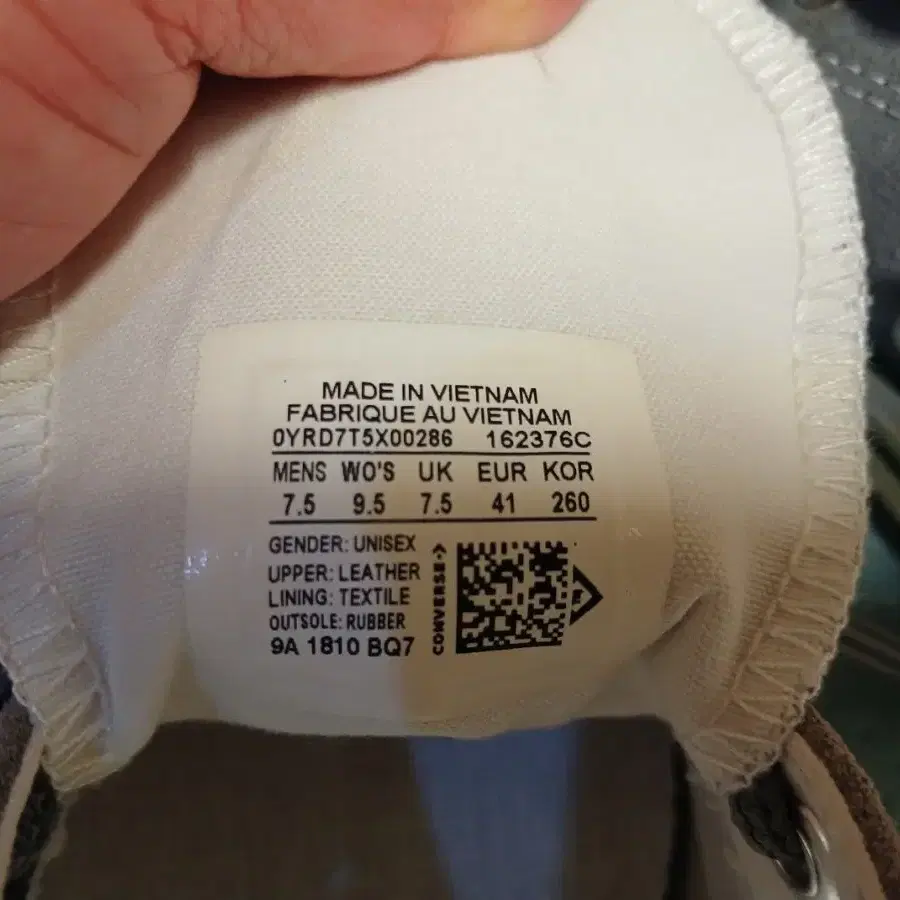 MADE IN VIETNAM
FABRIQUE AU VIETNAM
0YRD7T5X00286 162376C
MENS WO'S UK EUR KOR
7.5 9.5 7.5 41 260
GENDER: UNISEX
UPPER: LEATHER
LINING: TEXTILE
OUTSOLE: RUBBER
9A 1810 BQ7
CONVERSE